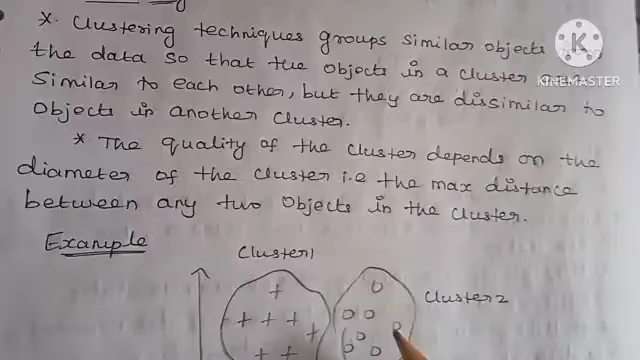 * Clustering techniques groups similar objects
the data so that the objects in a cluster
Similar to each other, but they are dissimilar to
Objects in another cluster.
* The quality of the cluster depends on the
diameter of the cluster i.e the max distance
between any two objects in the cluster.
Example
Cluster1
Cluster2
KINEMASTER